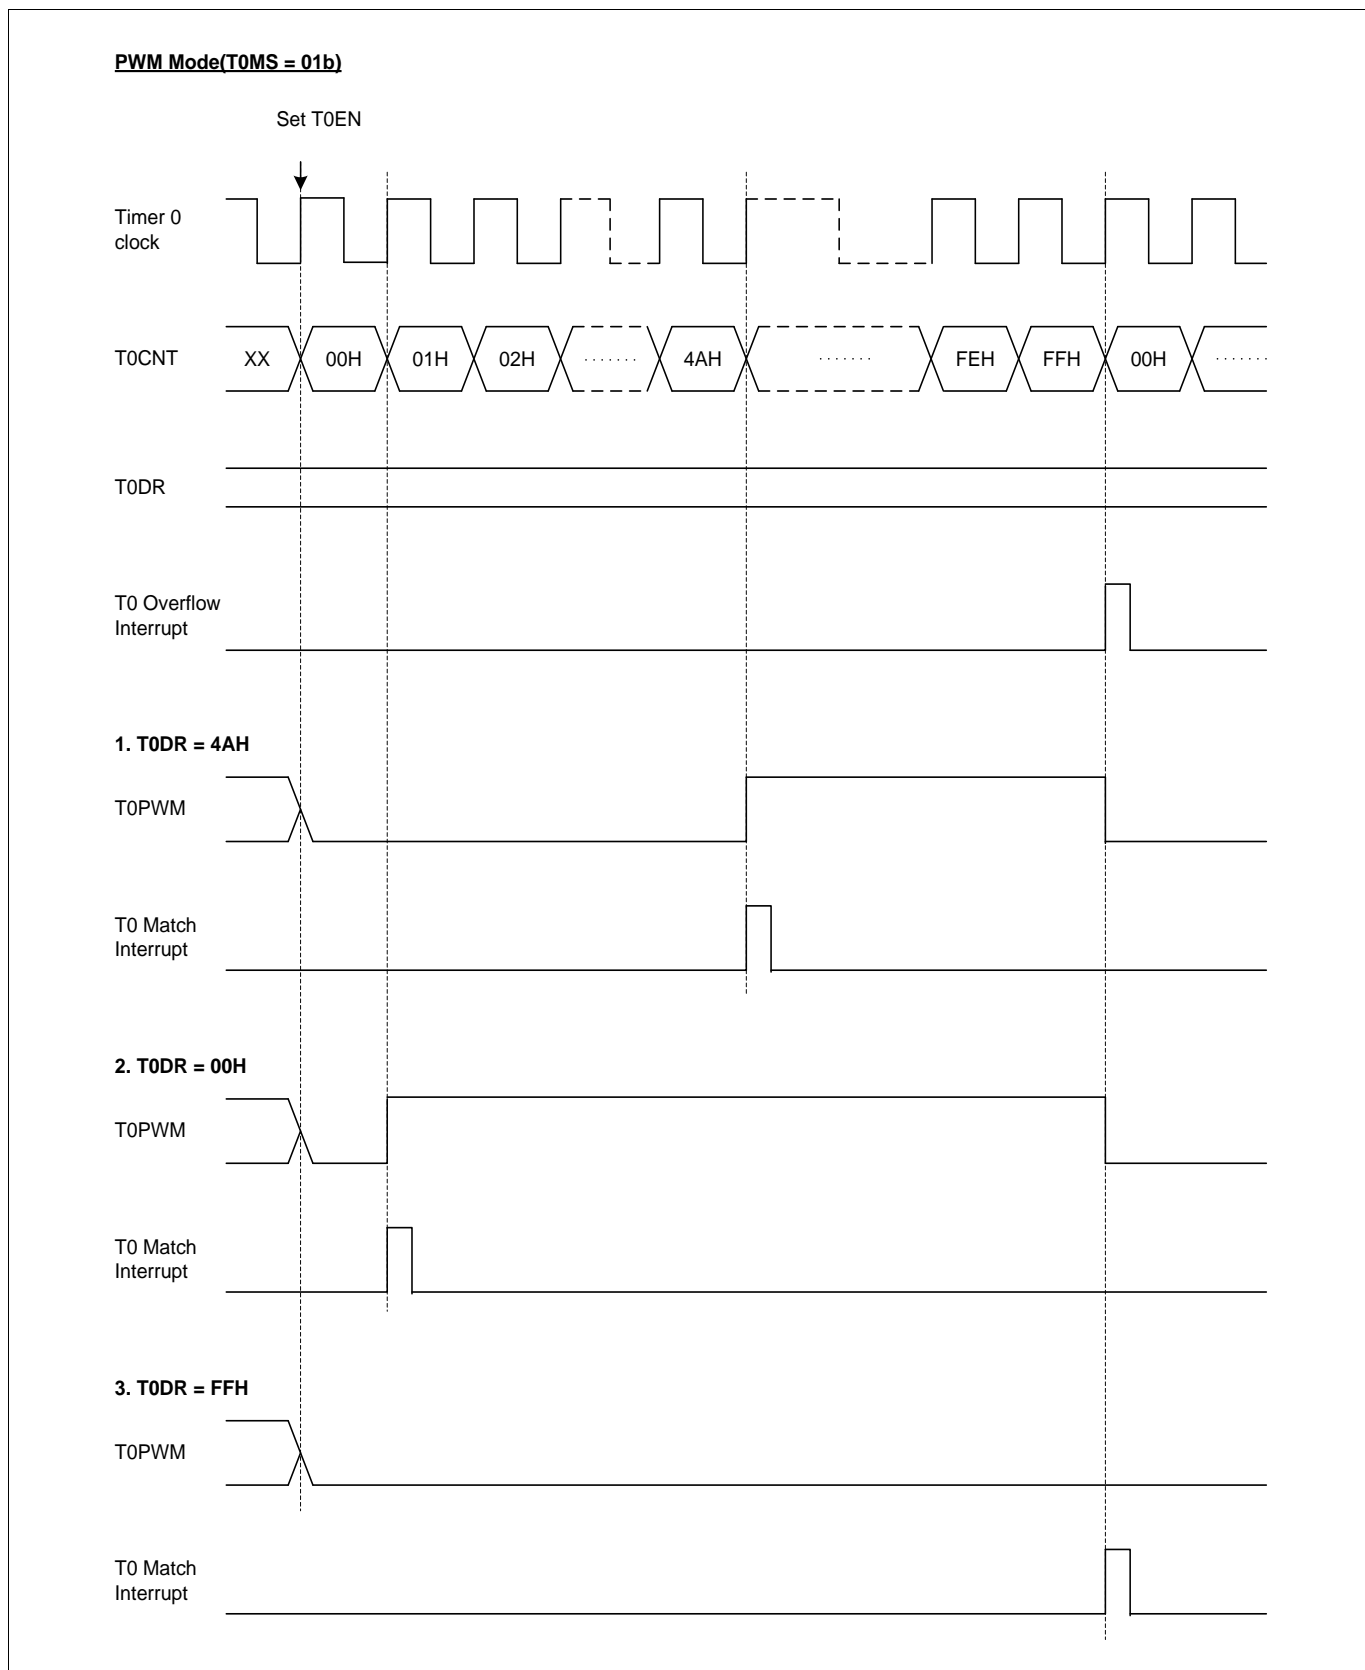 PWM Mode(T0MS = 01b)
Set T0EN
Timer 0
clock
T0CNT
XX 00H 01H 02H ....... 4AH ....... FEH FFH 00H .......
T0DR
T0 Overflow
Interrupt
1. T0DR = 4AH
T0PWM
T0 Match
Interrupt
2. T0DR = 00H
T0PWM
T0 Match
Interrupt
3. T0DR = FFH
T0PWM
T0 Match
Interrupt